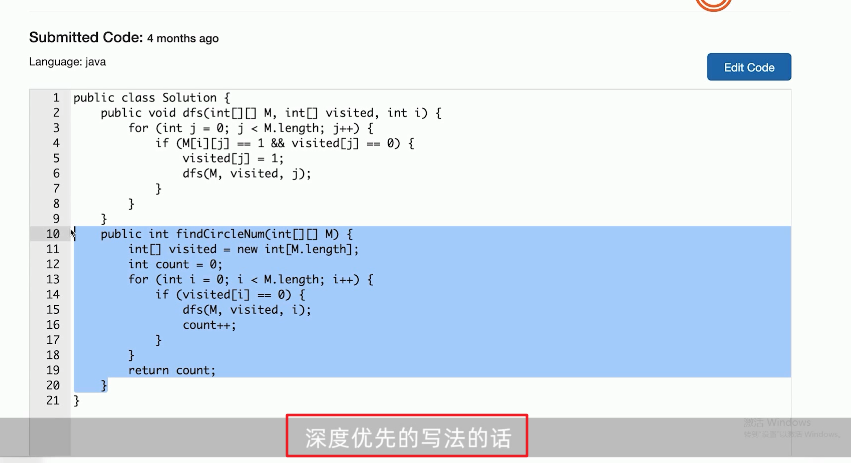 Submitted Code: 4 months ago
Language: java
Edit Code
1 public class Solution {
2 public void dfs(int[][] M, int[] visited, int i) {
3 for (int j = 0; j < M.length; j++) {
4 if (M[i][j] == 1 && visited[j] == 0) {
5 visited[j] = 1;
6 dfs(M, visited, j);
7 }
8 }
9 }
10 public int findCircleNum(int[][] M) {
11 int[] visited = new int[M.length];
12 int count = 0;
13 for (int i = 0; i < M.length; i++) {
14 if (visited[i] == 0) {
15 dfs(M, visited, i);
16 count++;
17 }
18 }
19 return count;
20 }
21 }
深度优先的写法的话
激活 Windows